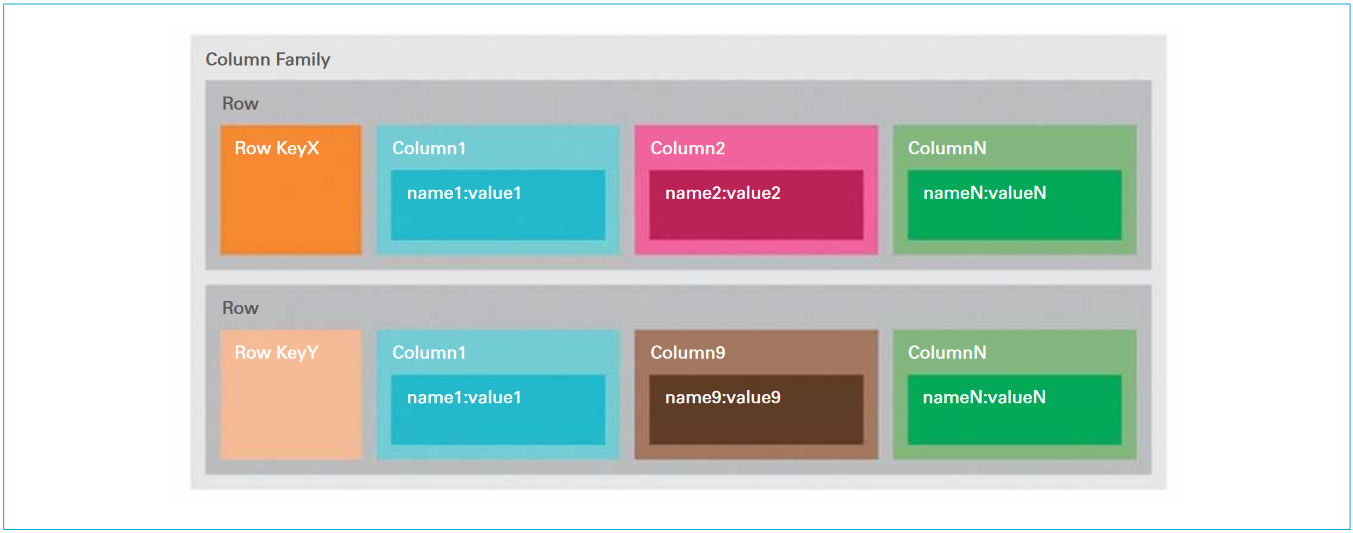 Column Family
Row
Row KeyX
Column1
name1:value1
Column2
name2:value2
ColumnN
nameN:valueN
Row
Row KeyY
Column1
name1:value1
Column9
name9:value9
ColumnN
nameN:valueN